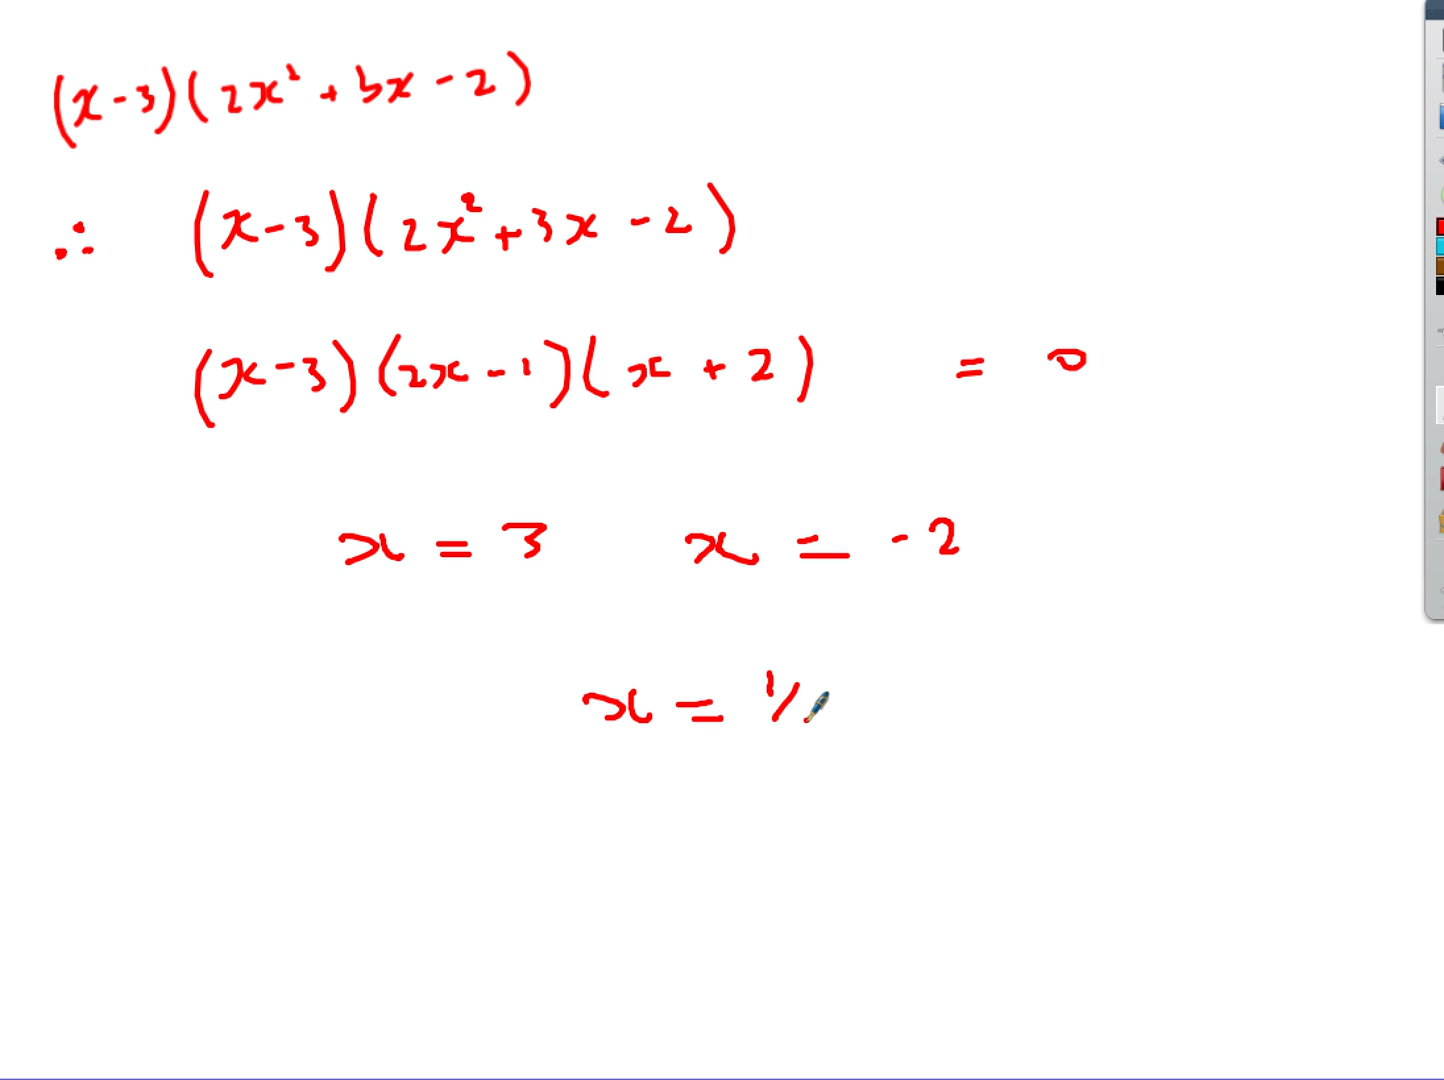 (x-3)(2x² + bx - 2)
∴ (x-3)(2x² + 3x - 2)
(x-3)(2x-1)(x + 2) = 0
x = 3 x = -2
x = 1/